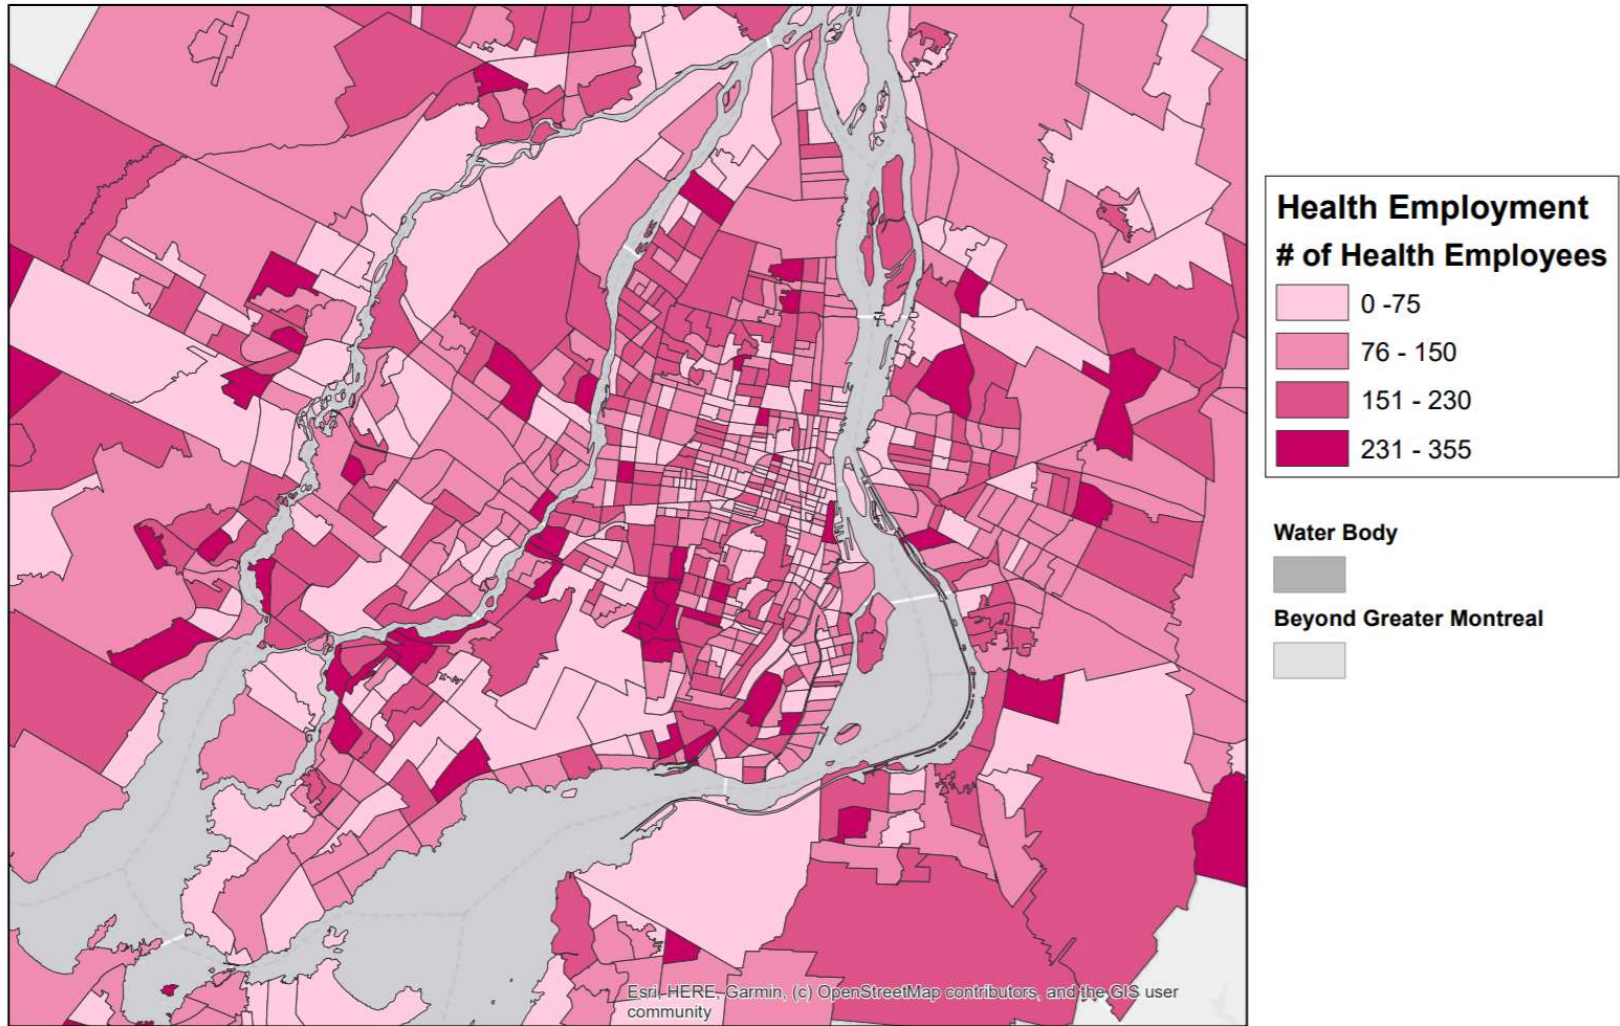 Health Employment
# of Health Employees
0 -75
76 - 150
151 - 230
231 - 355
Water Body
Beyond Greater Montreal
Esri, HERE, Garmin, (c) OpenStreetMap contributors, and the GIS user
community